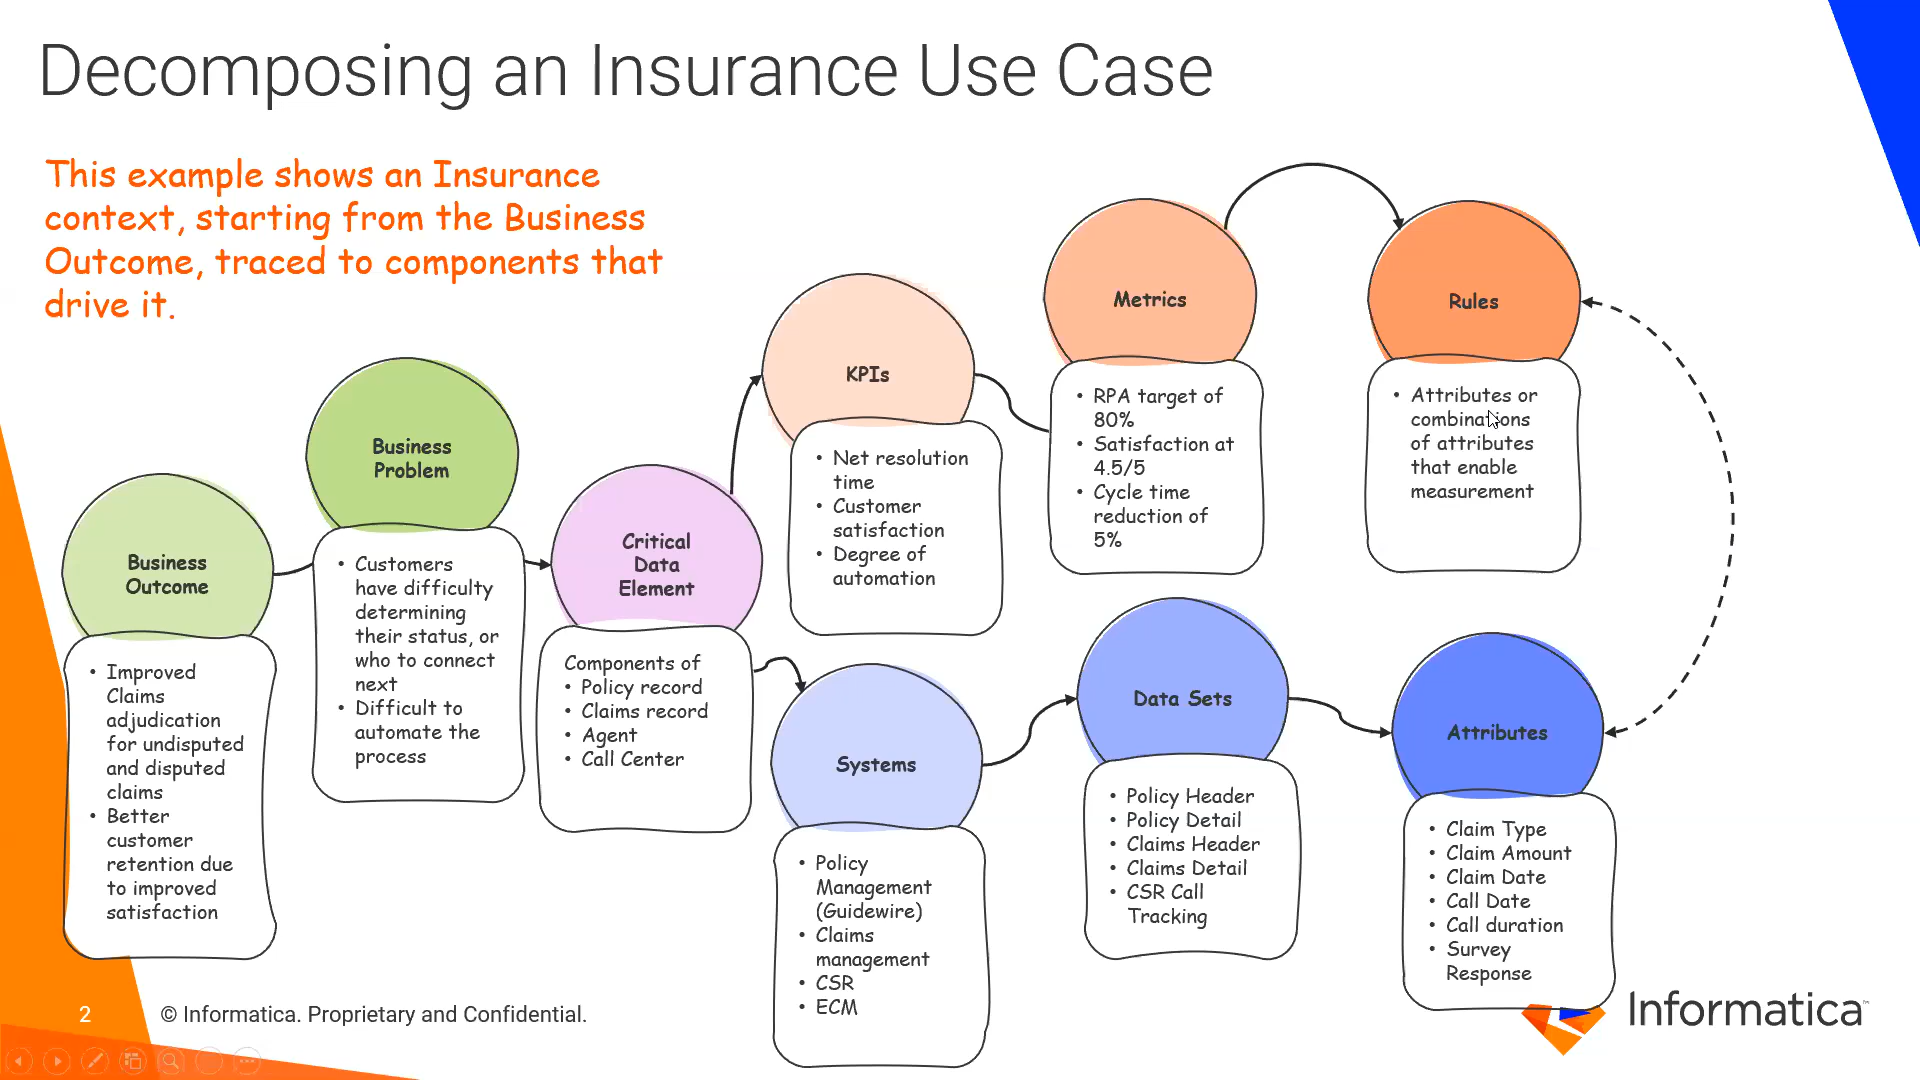 Decomposing an Insurance Use Case
This example shows an Insurance
context, starting from the Business
Outcome, traced to components that
drive it.
Business
Outcome
• Improved
Claims
adjudication
for undisputed
and disputed
claims
• Better
customer
retention due
to improved
satisfaction
Business
Problem
• Customers
have difficulty
determining
their status, or
who to connect
next
• Difficult to
automate the
process
Critical
Data
Element
Components of
• Policy record
• Claims record
• Agent
• Call Center
KPIs
• Net resolution
time
• Customer
satisfaction
• Degree of
automation
Metrics
• RPA target of
80%
• Satisfaction at
4.5/5
• Cycle time
reduction of
5%
Rules
• Attributes or
combinations
of attributes
that enable
measurement
Systems
• Policy
Management
(Guidewire)
• Claims
management
• CSR
• ECM
Data Sets
• Policy Header
• Policy Detail
• Claims Header
• Claims Detail
• CSR Call
Tracking
Attributes
• Claim Type
• Claim Amount
• Claim Date
• Call Date
• Call duration
• Survey
Response
2
© Informatica. Proprietary and Confidential.
Informatica™